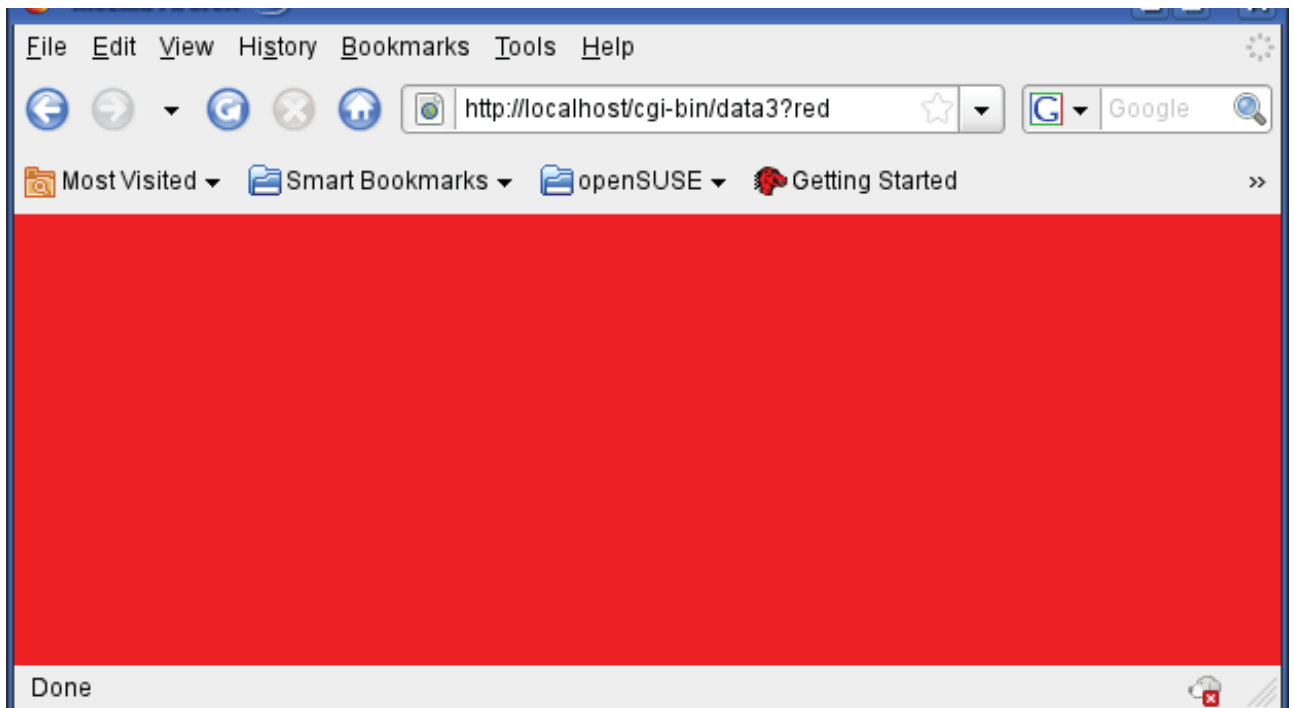 File Edit View History Bookmarks Tools Help
http://localhost/cgi-bin/data3?red G Google
Most Visited Smart Bookmarks openSUSE Getting Started »
Done